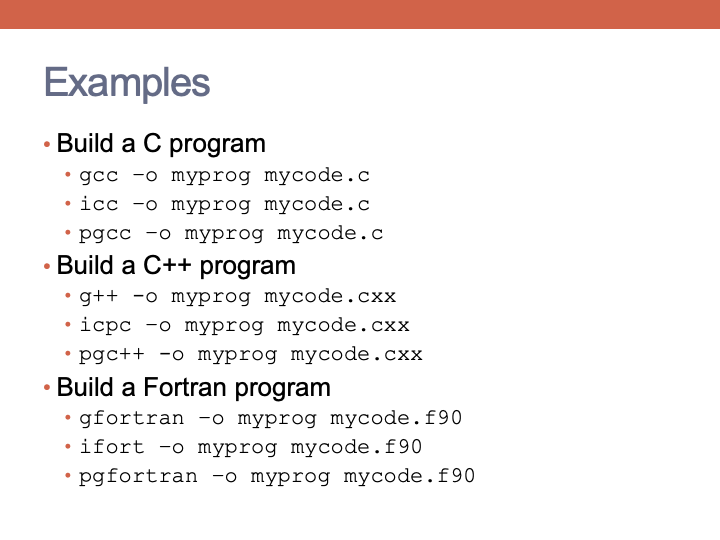 Examples
• Build a C program
• gcc –o myprog mycode.c
• icc –o myprog mycode.c
• pgcc –o myprog mycode.c
• Build a C++ program
• g++ -o myprog mycode.cxx
• icpc –o myprog mycode.cxx
• pgc++ -o myprog mycode.cxx
• Build a Fortran program
• gfortran –o myprog mycode.f90
• ifort –o myprog mycode.f90
• pgfortran –o myprog mycode.f90